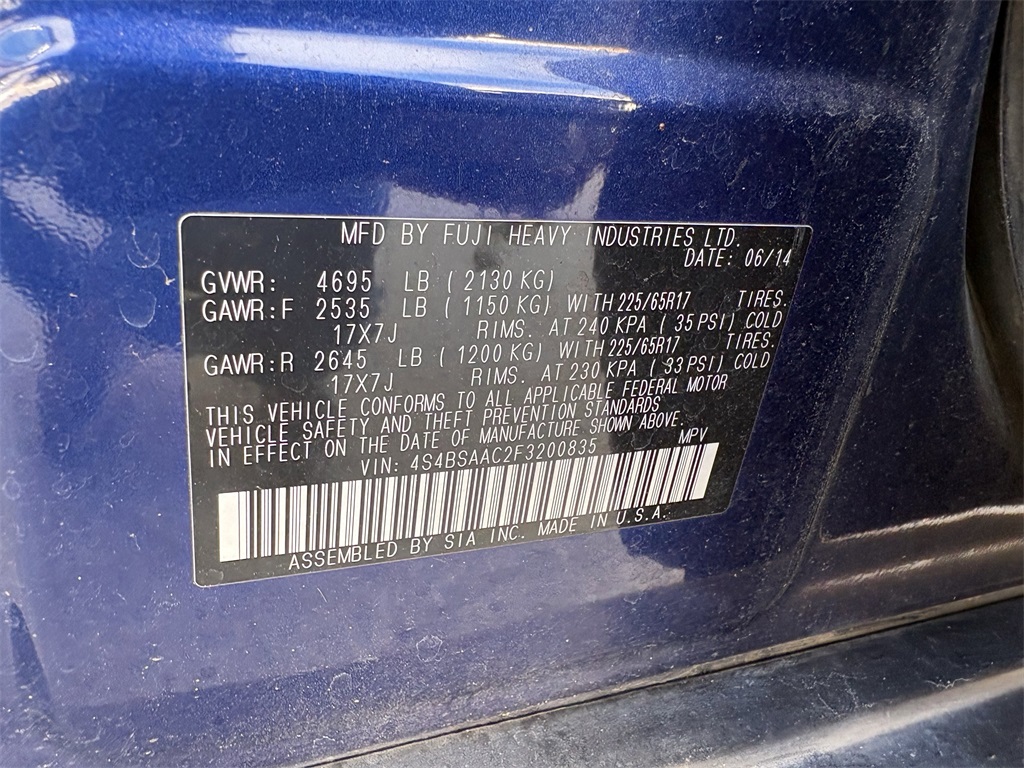 MFD BY FUJI HEAVY INDUSTRIES LTD.
DATE: 06/14
GVWR: 4695 LB ( 2130 KG)
GAWR:F 2535 LB ( 1150 KG) WITH 225/65R17 TIRES.
17X7J RIMS. AT 240 KPA ( 35 PSI) COLD
GAWR:R 2645 LB ( 1200 KG) WITH 225/65R17 TIRES.
17X7J RIMS. AT 230 KPA ( 33 PSI) COLD
THIS VEHICLE CONFORMS TO ALL APPLICABLE FEDERAL MOTOR
VEHICLE SAFETY AND THEFT PREVENTION STANDARDS
IN EFFECT ON THE DATE OF MANUFACTURE SHOWN ABOVE.
VIN: 4S4BSAAC2F3200835 MPV
ASSEMBLED BY SIA INC. MADE IN U.S.A.